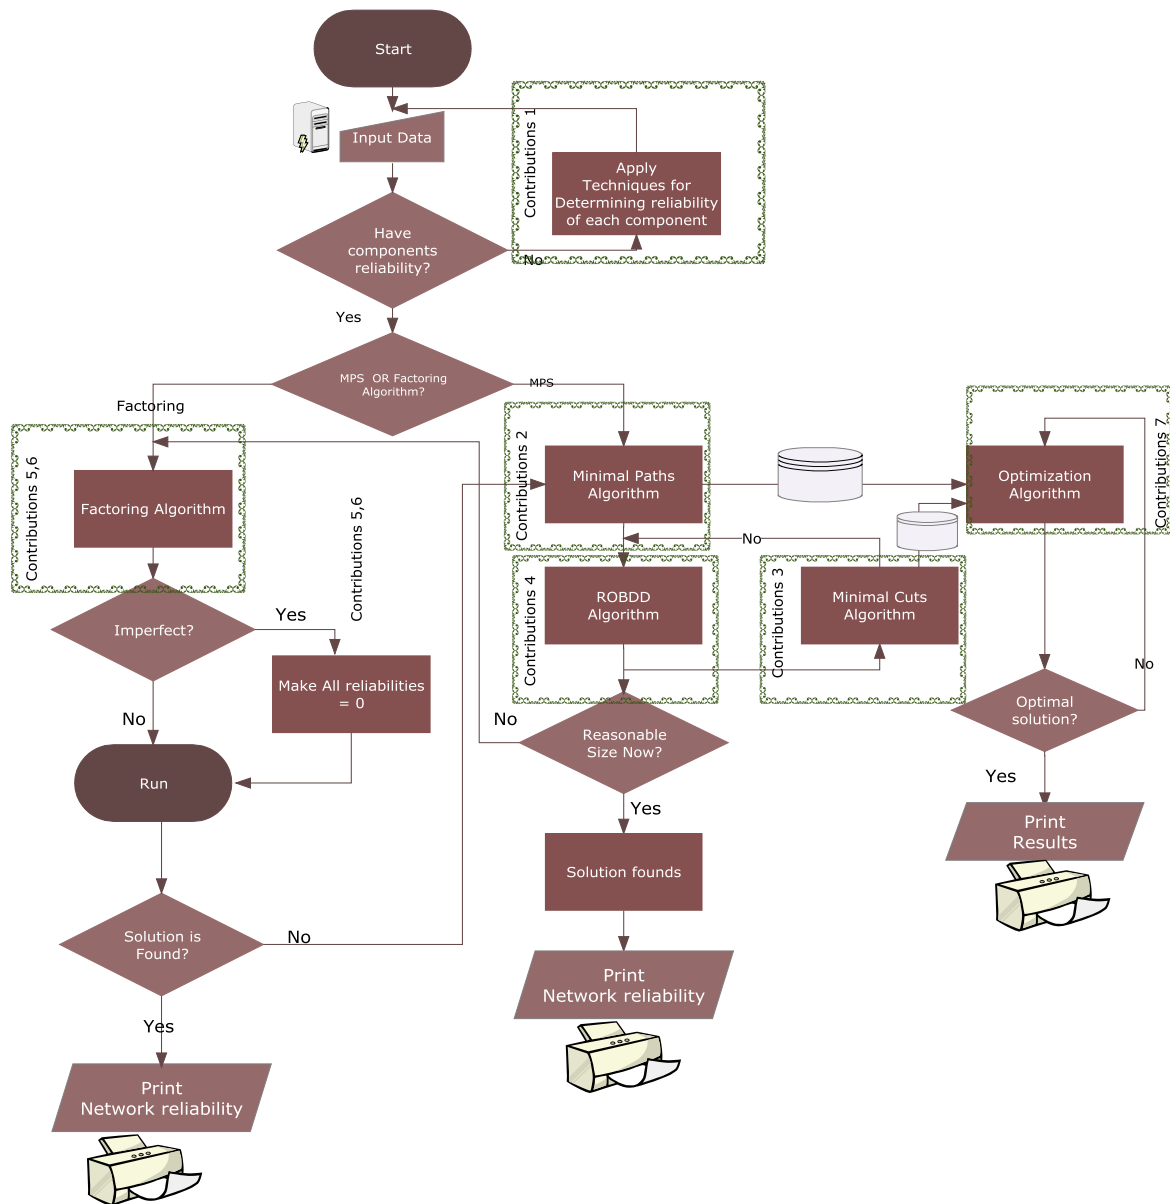 Start
Input Data
Contributions 1
Apply
Techniques for
Determining reliability
of each component
Have
components
reliability?
No
Yes
MPS OR Factoring
Algorithm?
MPS
Factoring
Contributions 5,6
Factoring Algorithm
Contributions 5,6
Contributions 2
Minimal Paths
Algorithm
Optimization
Algorithm
Contributions 7
No
Contributions 4
ROBDD
Algorithm
Contributions 3
Minimal Cuts
Algorithm
Imperfect?
Yes
Make All reliabilities
= 0
No
Run
No
Reasonable
Size Now?
Yes
Optimal
solution?
No
Yes
Print
Results
Solution founds
Solution is
Found?
No
Print
Network reliability
Yes
Print
Network reliability